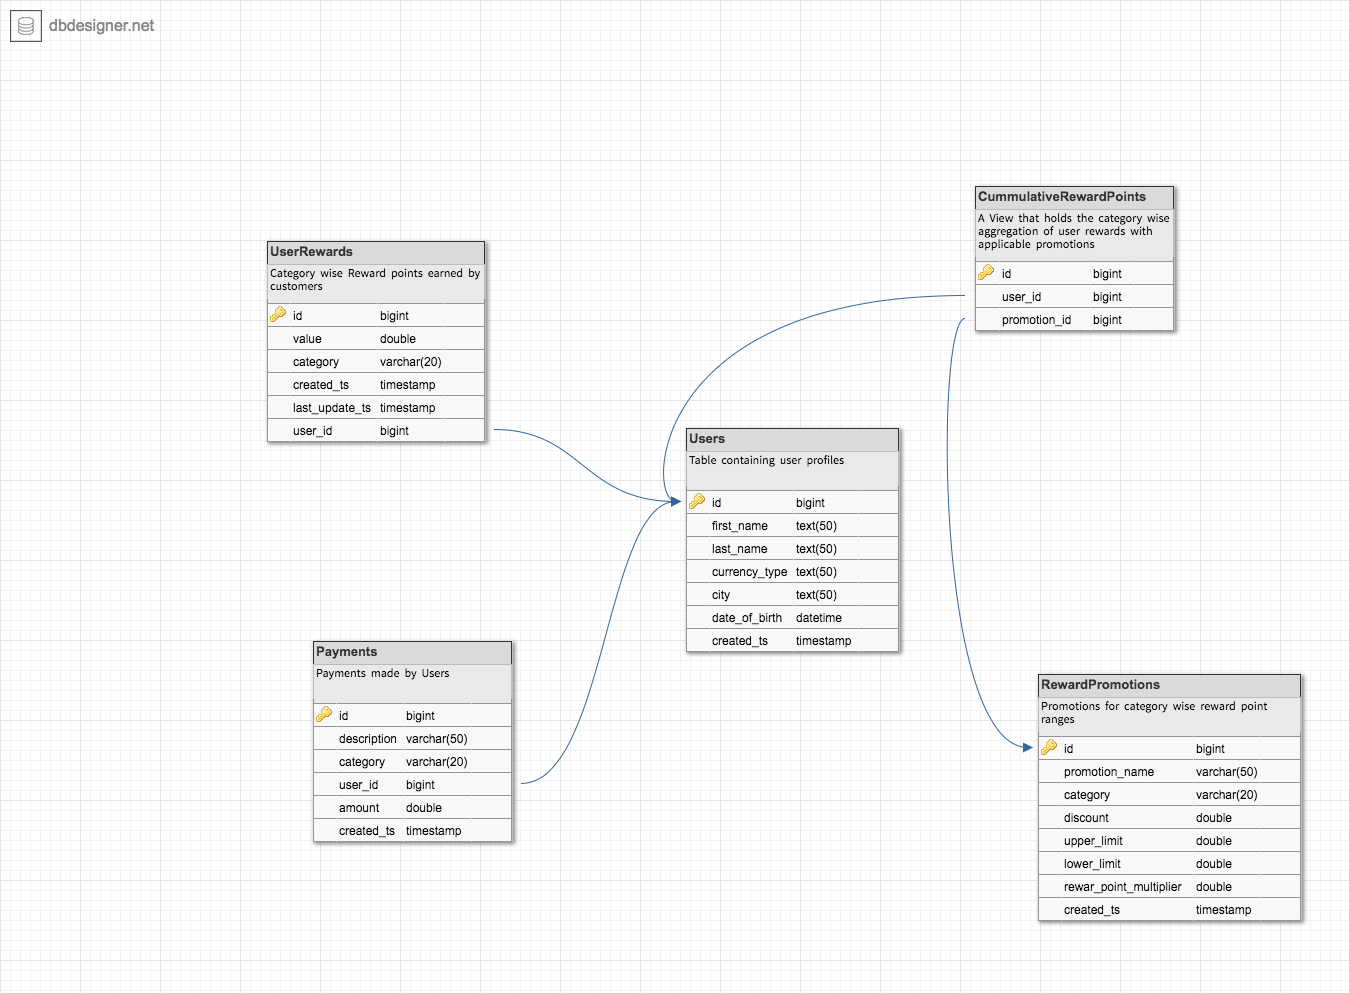 dbdesigner.net
CummulativeRewardPoints
A View that holds the category wise
aggregation of user rewards with
applicable promotions
id bigint
user_id bigint
promotion_id bigint
UserRewards
Category wise Reward points earned by
customers
id bigint
value double
category varchar(20)
created_ts timestamp
last_update_ts timestamp
user_id bigint
Users
Table containing user profiles
id bigint
first_name text(50)
last_name text(50)
currency_type text(50)
city text(50)
date_of_birth datetime
created_ts timestamp
Payments
Payments made by Users
id bigint
description varchar(50)
category varchar(20)
user_id bigint
amount double
created_ts timestamp
RewardPromotions
Promotions for category wise reward point
ranges
id bigint
promotion_name varchar(50)
category varchar(20)
discount double
upper_limit double
lower_limit double
rewar_point_multiplier double
created_ts timestamp